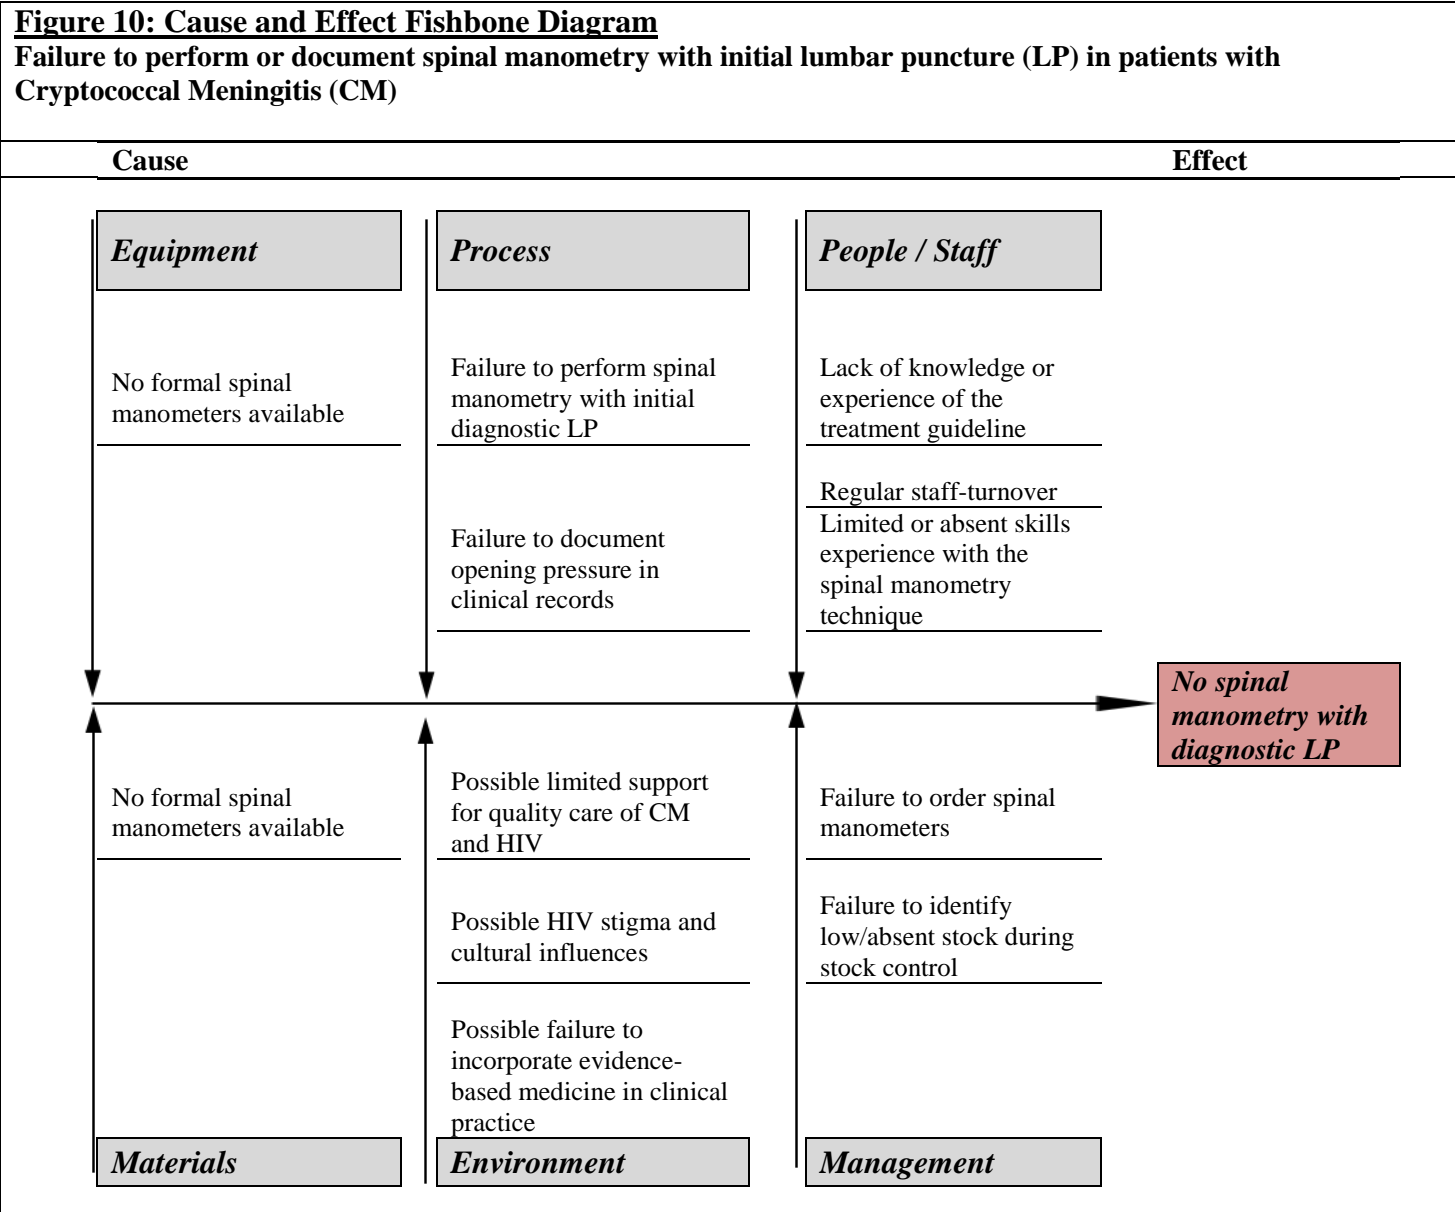 Figure 10: Cause and Effect Fishbone Diagram
Failure to perform or document spinal manometry with initial lumbar puncture (LP) in patients with
Cryptococcal Meningitis (CM)
Cause
Effect
Equipment
No formal spinal
manometers available
Process
Failure to perform spinal
manometry with initial
diagnostic LP
Failure to document
opening pressure in
clinical records
People / Staff
Lack of knowledge or
experience of the
treatment guideline
Regular staff-turnover
Limited or absent skills
experience with the
spinal manometry
technique
No spinal
manometry with
diagnostic LP
No formal spinal
manometers available
Materials
Possible limited support
for quality care of CM
and HIV
Possible HIV stigma and
cultural influences
Possible failure to
incorporate evidence-
based medicine in clinical
practice
Environment
Failure to order spinal
manometers
Failure to identify
low/absent stock during
stock control
Management